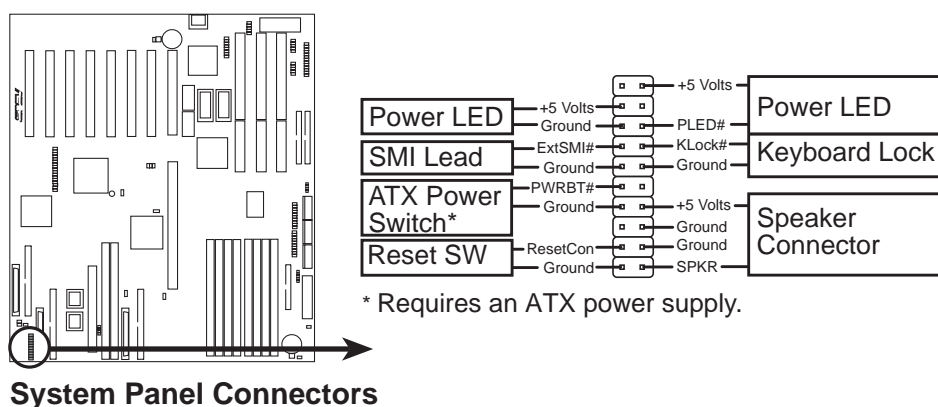 +5 Volts
Power LED
+5 Volts
Ground
PLED#
Power LED
SMI Lead
ExtSMI#
Ground
KLock#
Ground
Keyboard Lock
ATX Power
Switch*
PWRBT#
Ground
+5 Volts
Ground
Ground
SPKR
Speaker
Connector
Reset SW
ResetCon
Ground
* Requires an ATX power supply.
System Panel Connectors